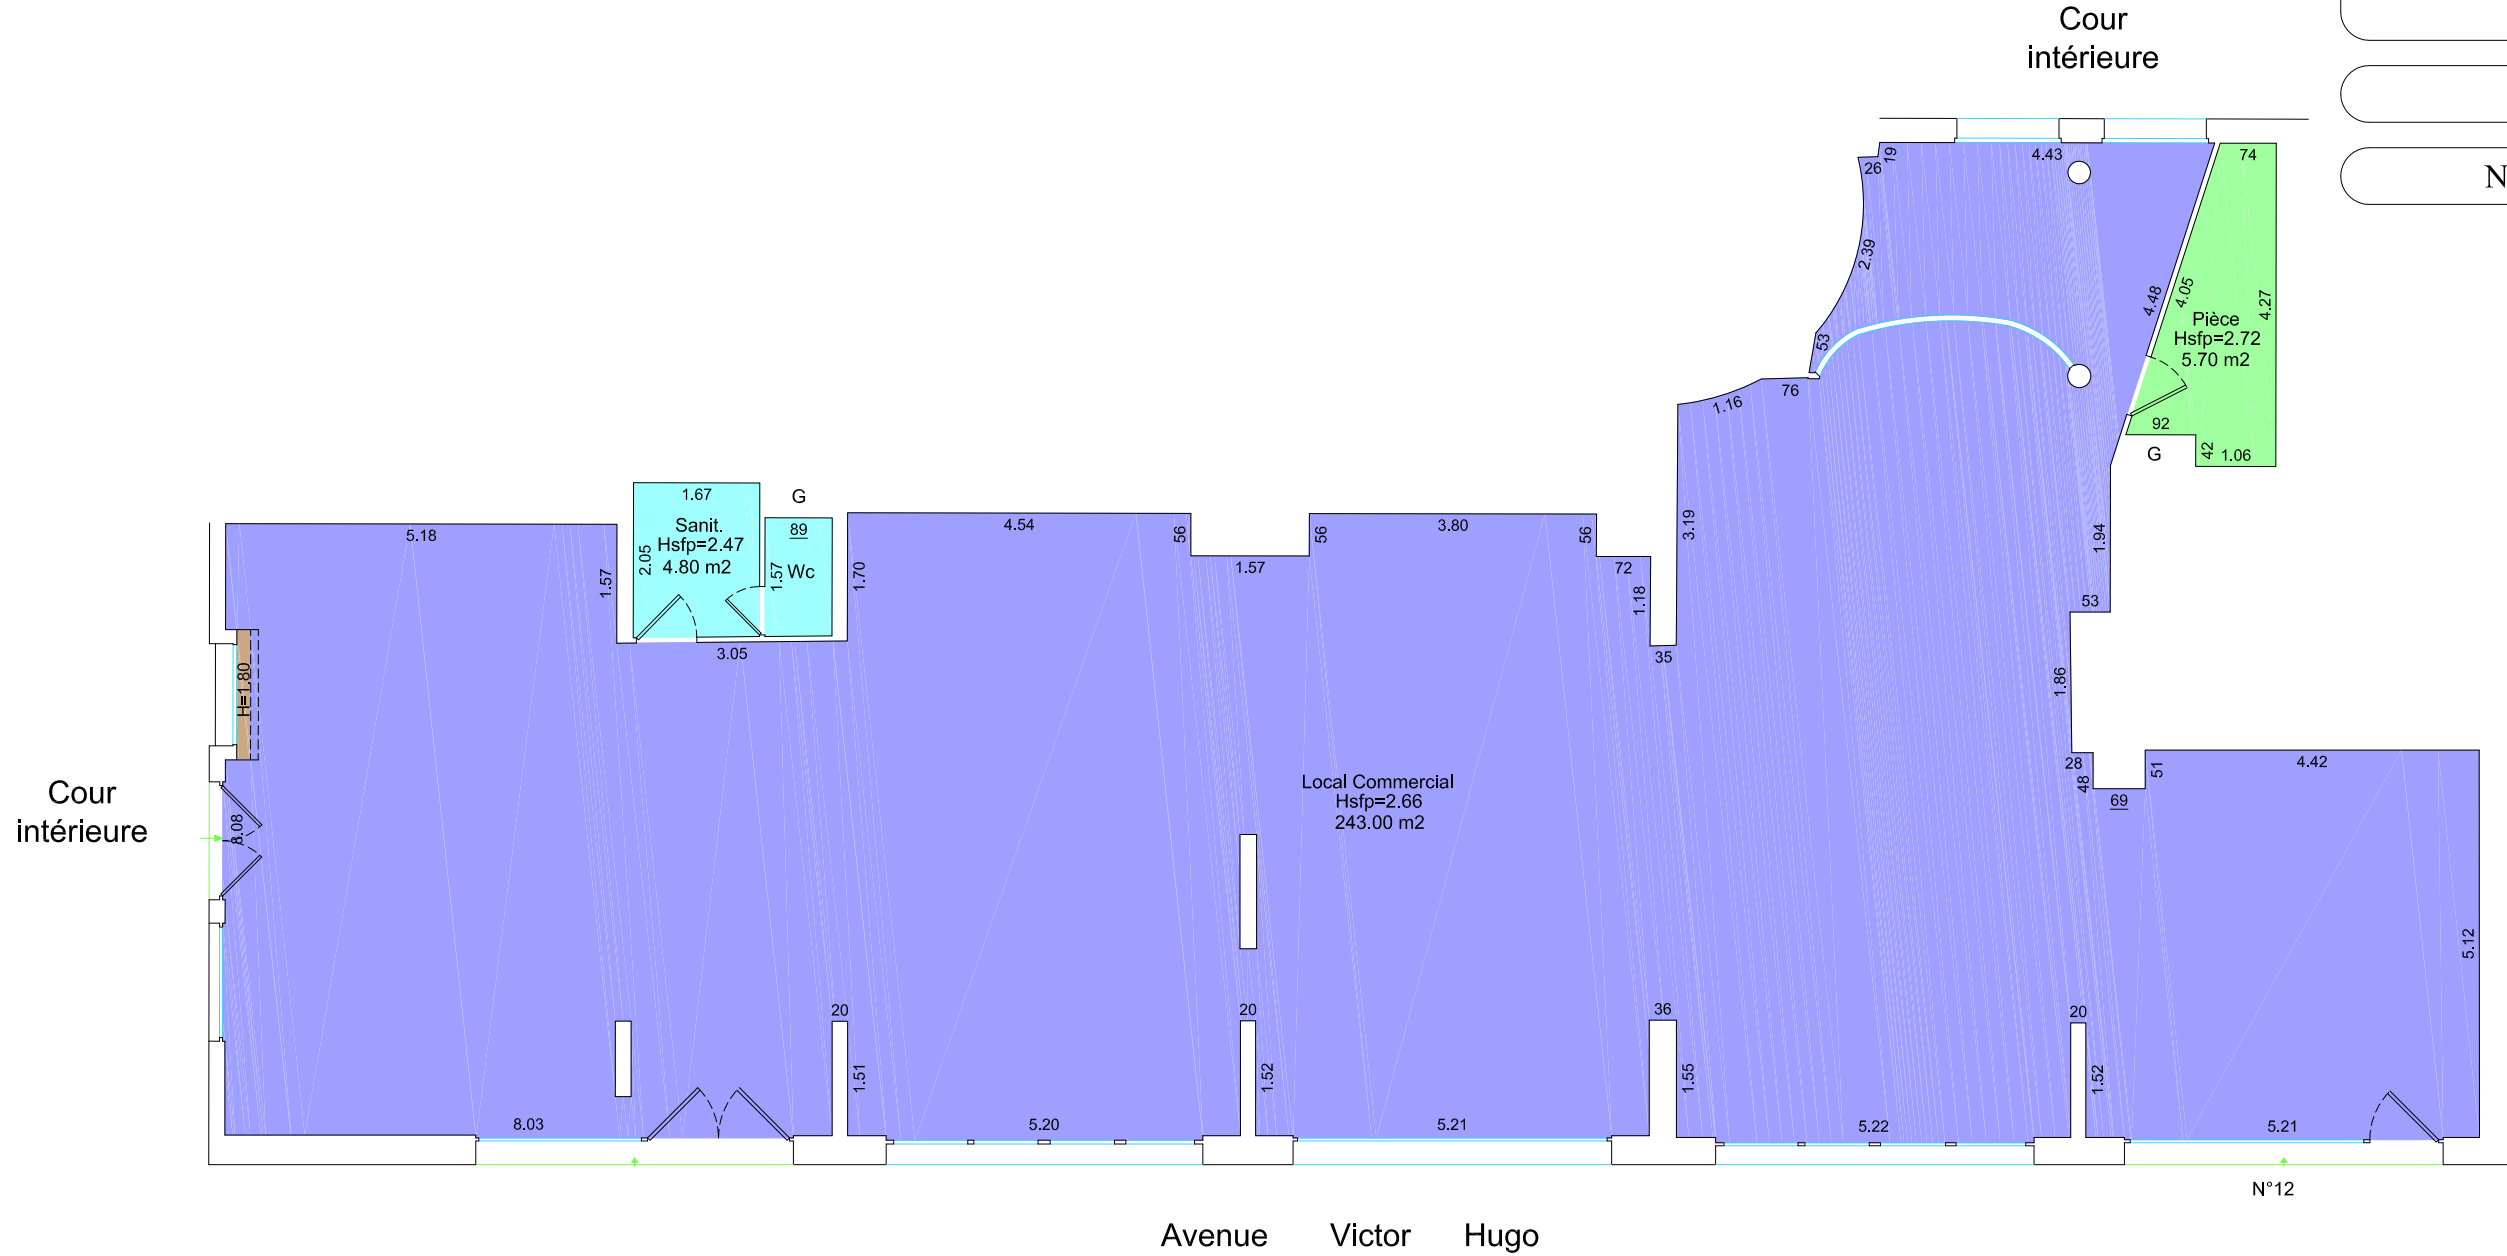 Cour
intérieure
N
26
19
4.43
74
2.39
4.48
4.05
4.27
Pièce
Hsfp=2.72
5.70 m2
53
76
1.16
92
G
42
1.06
1.67
G
89
Sanit.
Hsfp=2.47
4.80 m2
2.05
1.57
Wc
5.18
1.57
3.05
1.70
4.54
56
1.57
56
3.80
56
72
1.18
35
3.19
1.94
53
1.86
28
48
69
51
4.42
H=1.80
Cour
intérieure
8.08
Local Commercial
Hsfp=2.66
243.00 m2
5.12
20
20
36
20
1.51
1.52
1.55
1.52
8.03
5.20
5.21
5.22
5.21
N°12
Avenue Victor Hugo